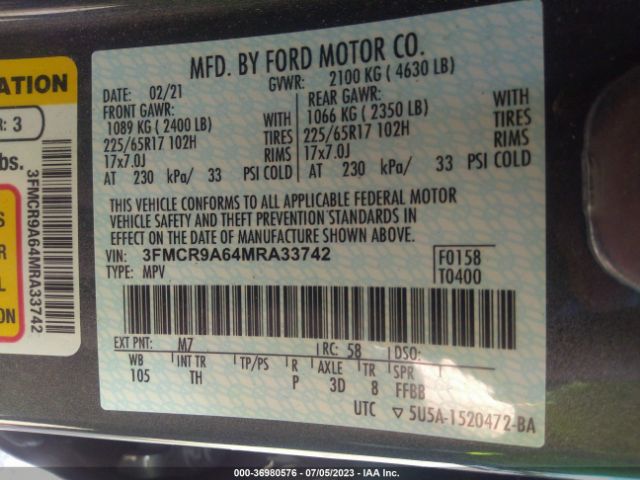 ATION
R: 3
bs.
S
R
L
ON
3FMCR9A64MRA33742
MFD. BY FORD MOTOR CO.
DATE: 02/21 GVWR: 2100 KG ( 4630 LB)
FRONT GAWR: REAR GAWR:
1089 KG ( 2400 LB) WITH 1066 KG ( 2350 LB) WITH
225/65R17 102H TIRES 225/65R17 102H TIRES
17x7.0J RIMS 17x7.0J RIMS
AT 230 kPa/ 33 PSI COLD AT 230 kPa/ 33 PSI COLD
THIS VEHICLE CONFORMS TO ALL APPLICABLE FEDERAL MOTOR
VEHICLE SAFETY AND THEFT PREVENTION STANDARDS IN
EFFECT ON THE DATE OF MANUFACTURE SHOWN ABOVE.
VIN: 3FMCR9A64MRA33742 F0158
TYPE: MPV T0400
EXT PNT: M7 RC: 58 DSO:
WB INT TR TP/PS R AXLE TR SPR
105 TH P 3D 8 FFBB
UTC ▽ 5U5A-1520472-BA
000-36980576 / 07/05/2023 - IAA Inc.